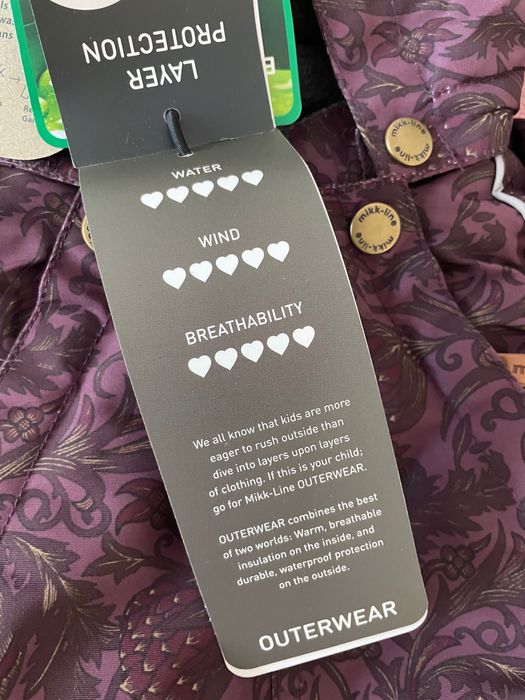 LAYER
PROTECTION
WATER
WIND
BREATHABILITY
We all know that kids are more
eager to rush outside than
dive into layers upon layers
of clothing. If this is your child;
go for Mikk-Line OUTERWEAR.
OUTERWEAR combines the best
of two worlds: Warm, breathable
insulation on the inside, and
durable, waterproof protection
on the outside.
OUTERWEAR
mikk-line
mikk-line
mikk-line
mikk-line